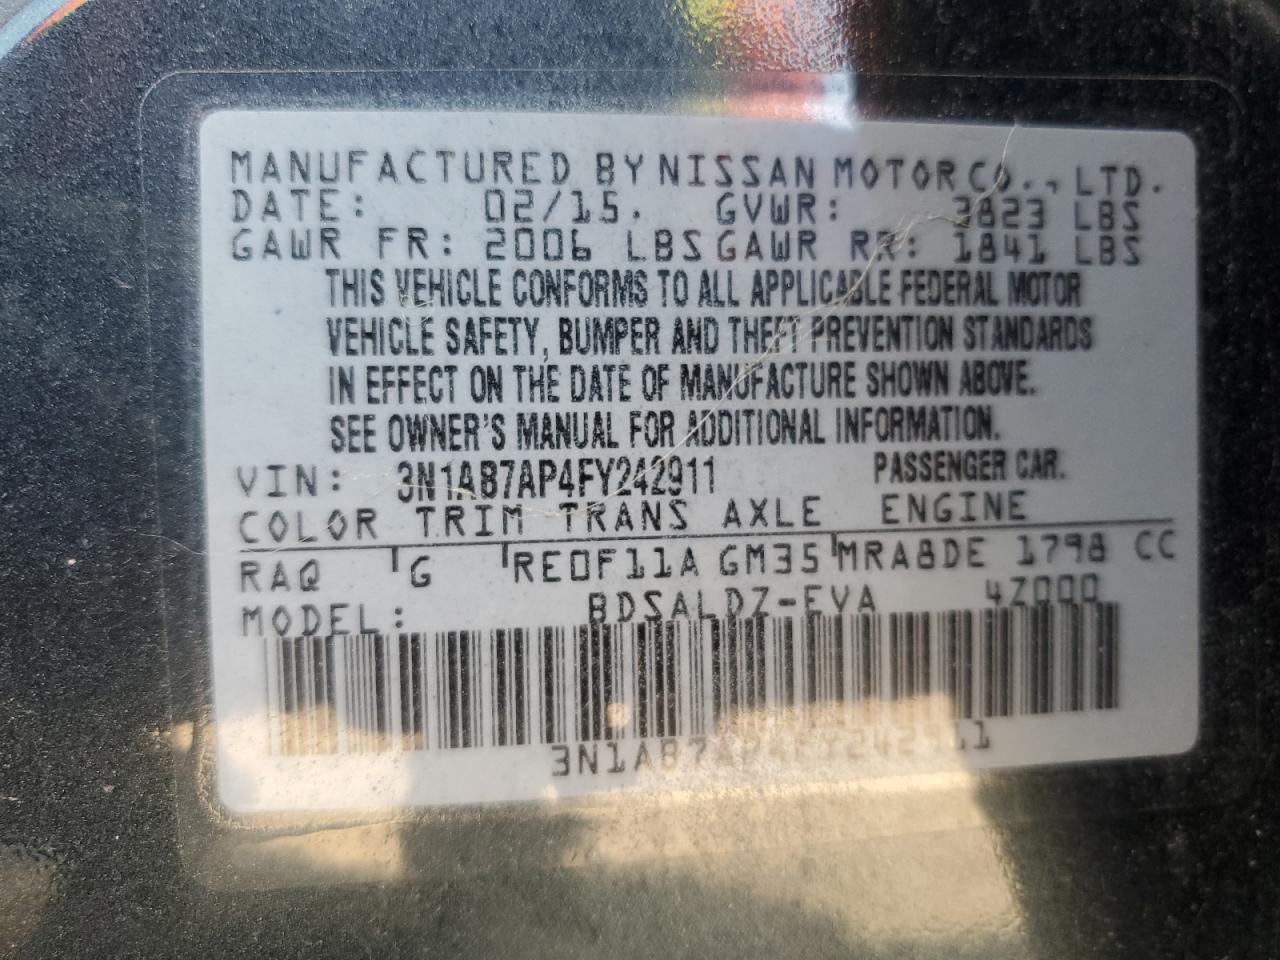 MANUFACTURED BY NISSAN MOTOR CO., LTD.
DATE: 02/15. GVWR: 3823 LBS
GAWR FR: 2006 LBS GAWR RR: 1841 LBS
THIS VEHICLE CONFORMS TO ALL APPLICABLE FEDERAL MOTOR
VEHICLE SAFETY, BUMPER AND THEFT PREVENTION STANDARDS
IN EFFECT ON THE DATE OF MANUFACTURE SHOWN ABOVE.
SEE OWNER'S MANUAL FOR ADDITIONAL INFORMATION.
VIN: 3N1AB7AP4FY242911 PASSENGER CAR.
COLOR TRIM TRANS AXLE ENGINE
RAQ G RE0F11A GM35 MRA8DE 1798 CC
MODEL: BDSALDZ-EVA 4Z000
3N1AB7AP4FY242911